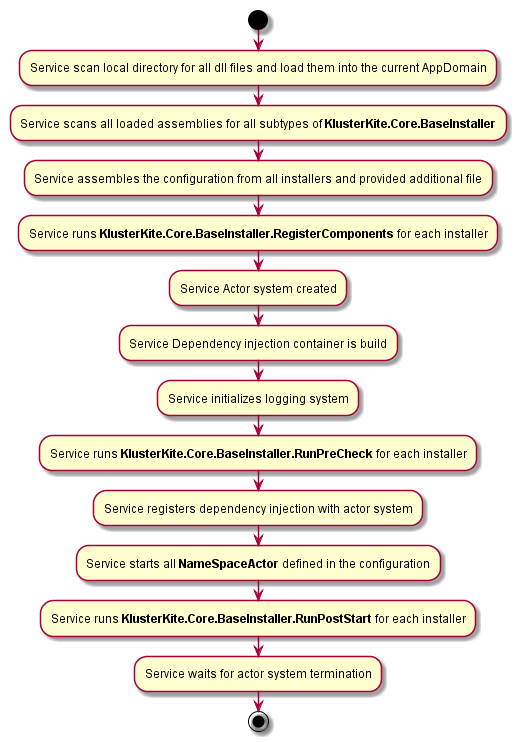 Service scan local directory for all dll files and load them into the current AppDomain
Service scans all loaded assemblies for all subtypes of KlusterKite.Core.BaseInstaller
Service assembles the configuration from all installers and provided additional file
Service runs KlusterKite.Core.BaseInstaller.RegisterComponents for each installer
Service Actor system created
Service Dependency injection container is build
Service initializes logging system
Service runs KlusterKite.Core.BaseInstaller.RunPreCheck for each installer
Service registers dependency injection with actor system
Service starts all NameSpaceActor defined in the configuration
Service runs KlusterKite.Core.BaseInstaller.RunPostStart for each installer
Service waits for actor system termination